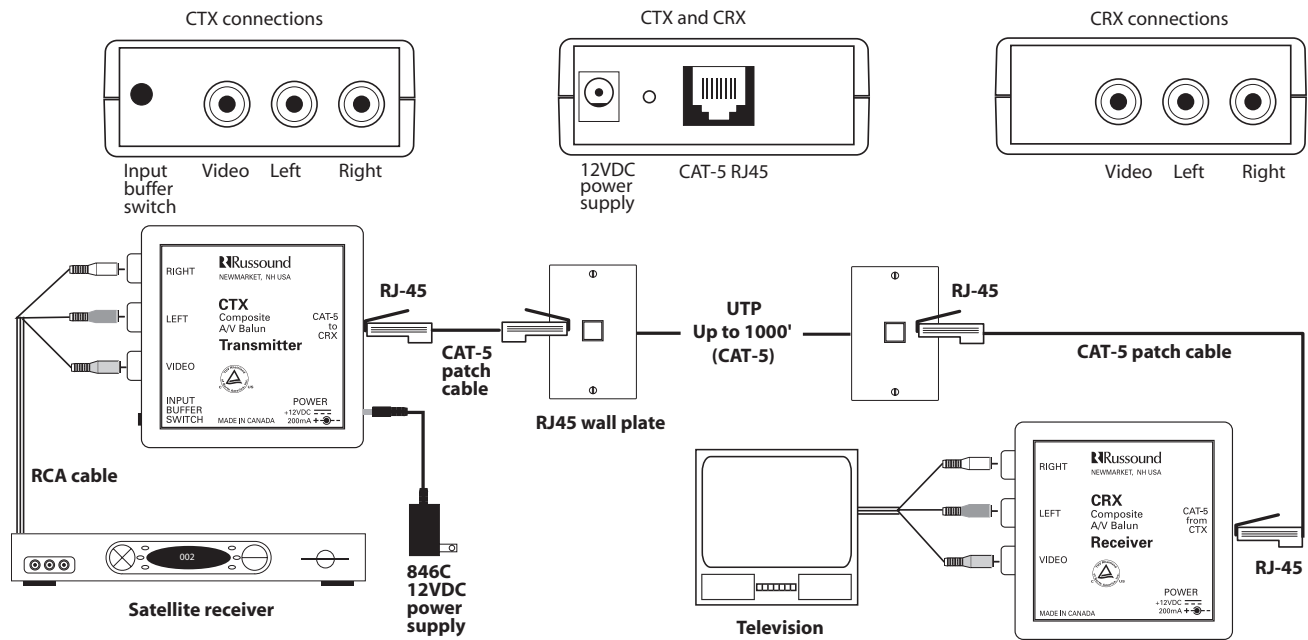 CTX connections
CTX and CRX
CRX connections
Input
buffer
switch
Video
Left
Right
12VDC
power
supply
CAT-5 RJ45
Video
Left
Right
RIGHT
LEFT
VIDEO
INPUT
BUFFER
SWITCH
Russound
NEWMARKET, NH USA
CTX
Composite
A/V Balun
Transmitter
MADE IN CANADA
CAT-5
to
CRX
POWER
+12VDC
200mA
RJ-45
CAT-5
patch
cable
RJ45 wall plate
UTP
Up to 1000'
(CAT-5)
RJ-45
CAT-5 patch cable
RCA cable
002
Satellite receiver
846C
12VDC
power
supply
Television
RIGHT
LEFT
VIDEO
Russound
NEWMARKET, NH USA
CRX
Composite
A/V Balun
Receiver
MADE IN CANADA
CAT-5
from
CTX
POWER
+12VDC
200mA
RJ-45